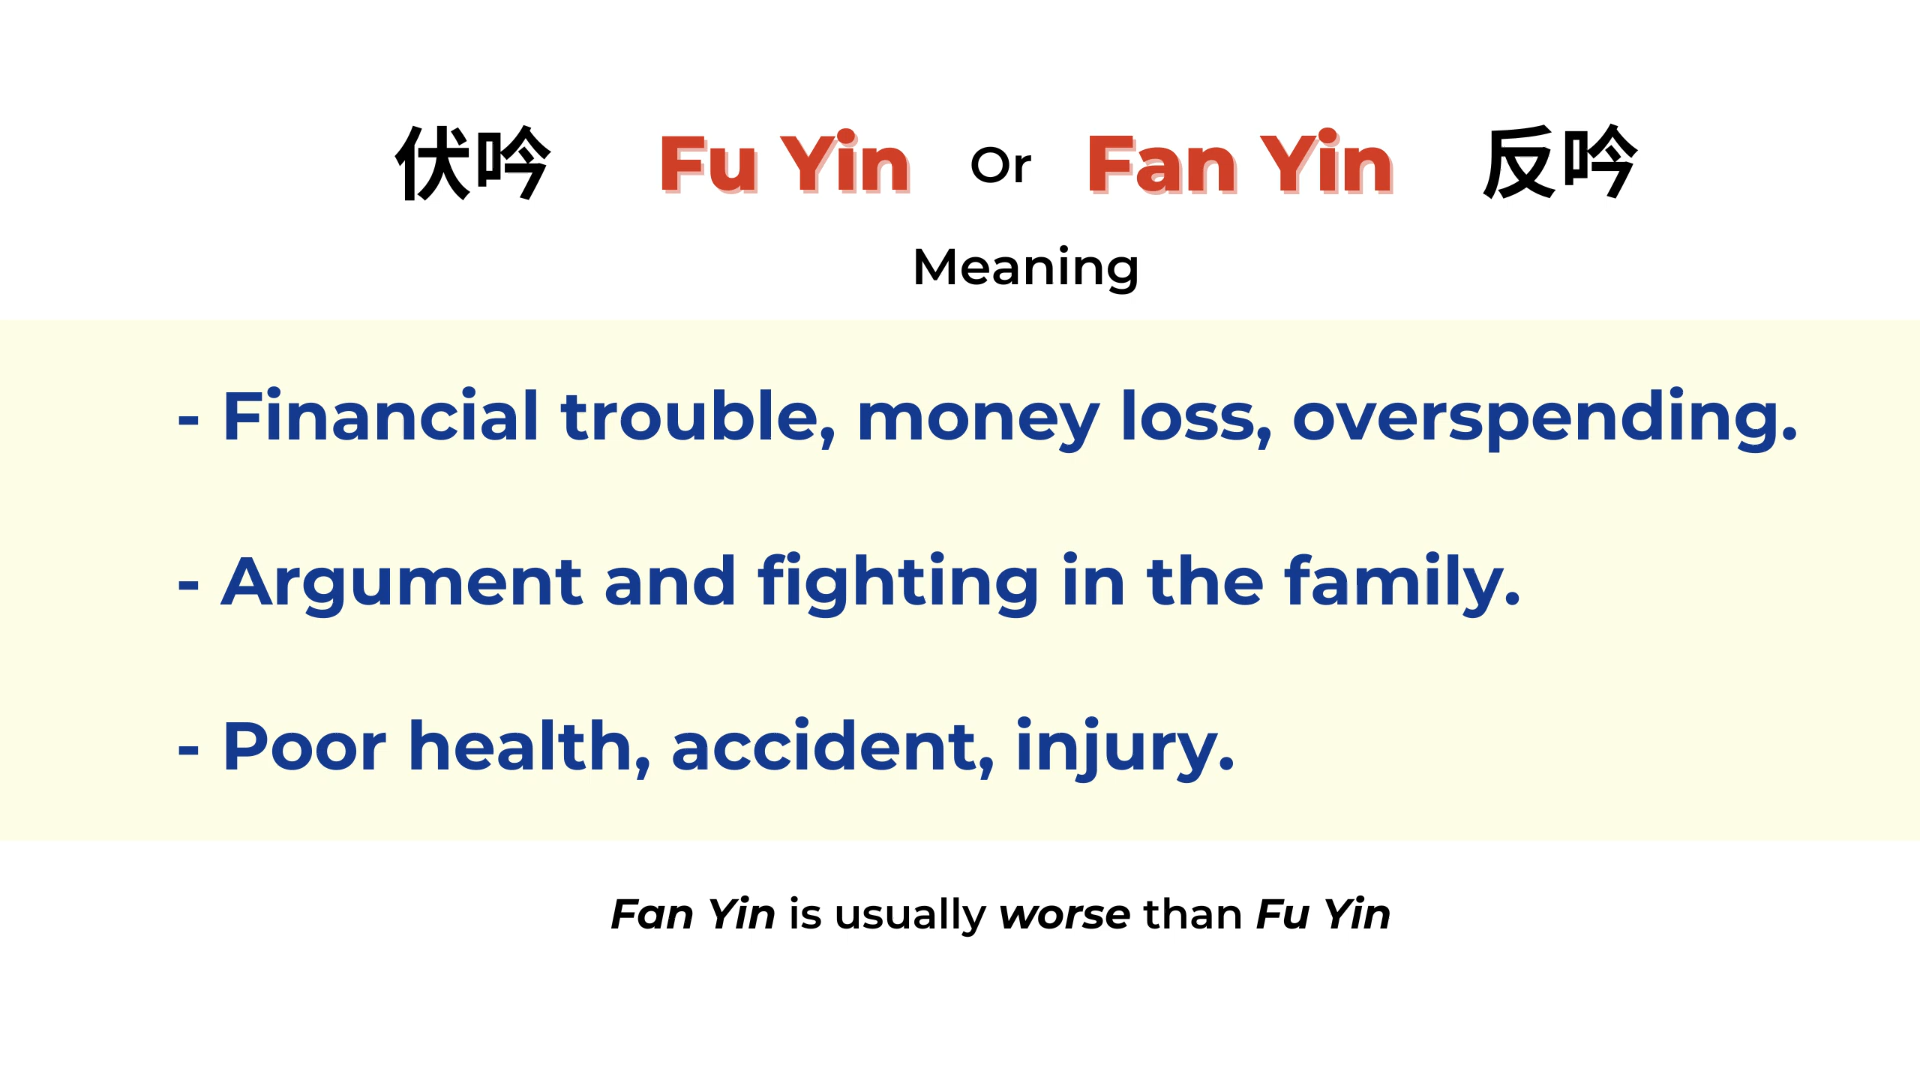 伏吟 Fu Yin Or Fan Yin 反吟
Meaning
- Financial trouble, money loss, overspending.
- Argument and fighting in the family.
- Poor health, accident, injury.
Fan Yin is usually worse than Fu Yin